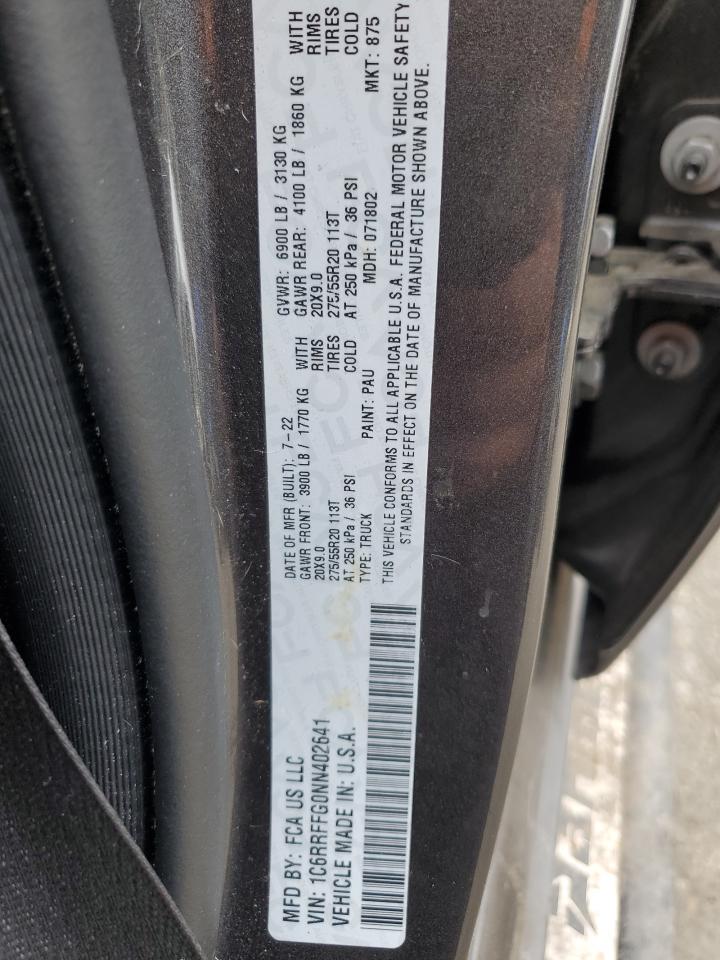 MFD BY: FCA US LLC
DATE OF MFR (BUILT): 7-22
GVWR: 6900 LB / 3130 KG
VIN: 1C6RRFFG0NN402641
GAWR FRONT: 3900 LB / 1770 KG WITH
GAWR REAR: 4100 LB / 1860 KG WITH
20X9.0 RIMS
20X9.0 RIMS
275/55R20 113T TIRES
275/55R20 113T TIRES
VEHICLE MADE IN: U.S.A.
AT 250 kPa / 36 PSI COLD
AT 250 kPa / 36 PSI COLD
TYPE: TRUCK PAINT: PAU MDH: 071802 MKT: 875
THIS VEHICLE CONFORMS TO ALL APPLICABLE U.S.A. FEDERAL MOTOR VEHICLE SAFETY
STANDARDS IN EFFECT ON THE DATE OF MANUFACTURE SHOWN ABOVE.